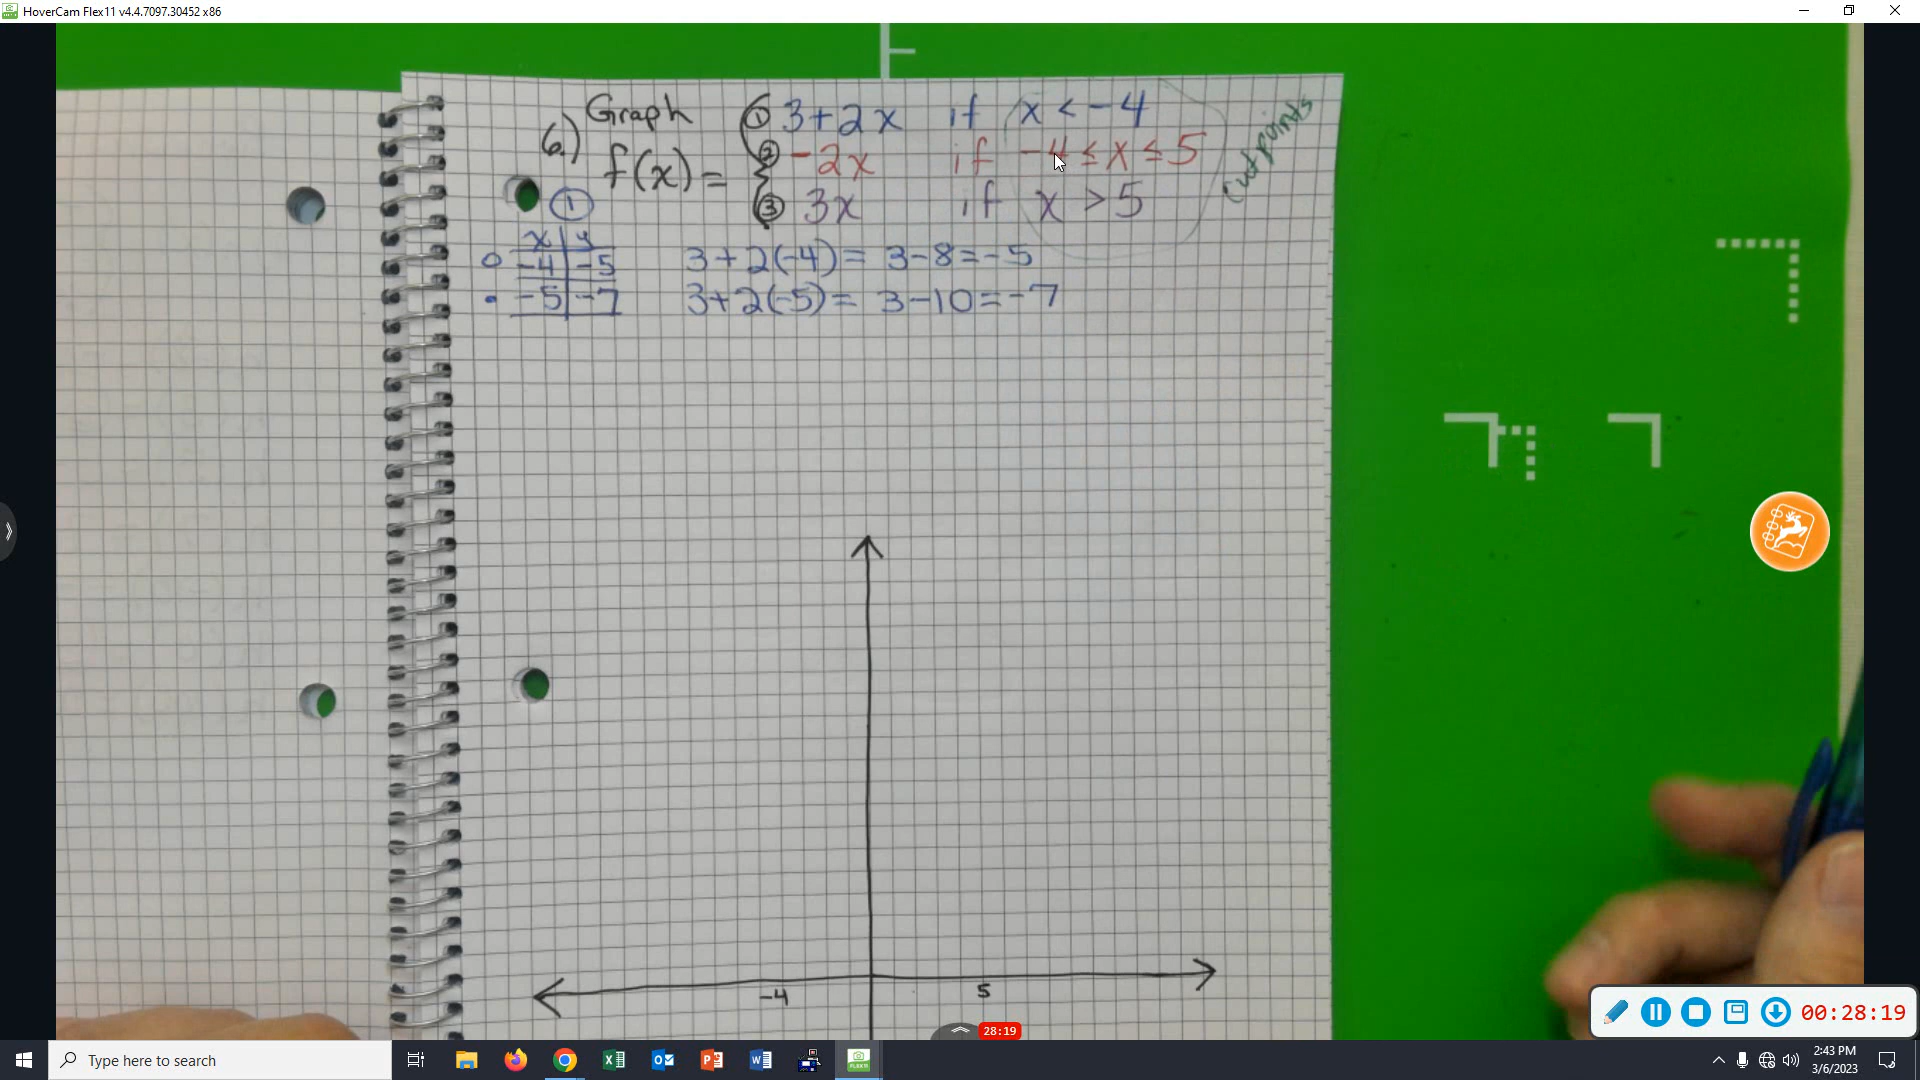 HoverCam Flex11 v4.4.7097.30452 x86
6.) Graph
f(x) =
① 3+2x if x < -4
② -2x if -4 ≤ x ≤ 5
③ 3x if x > 5
cutpoints
①
x | y
-4 | -5 3+2(-4) = 3-8=-5
-5 | -7 3+2(-5) = 3-10=-7
-4 5
28:19
00:28:19
Type here to search
2:43 PM
3/6/2023